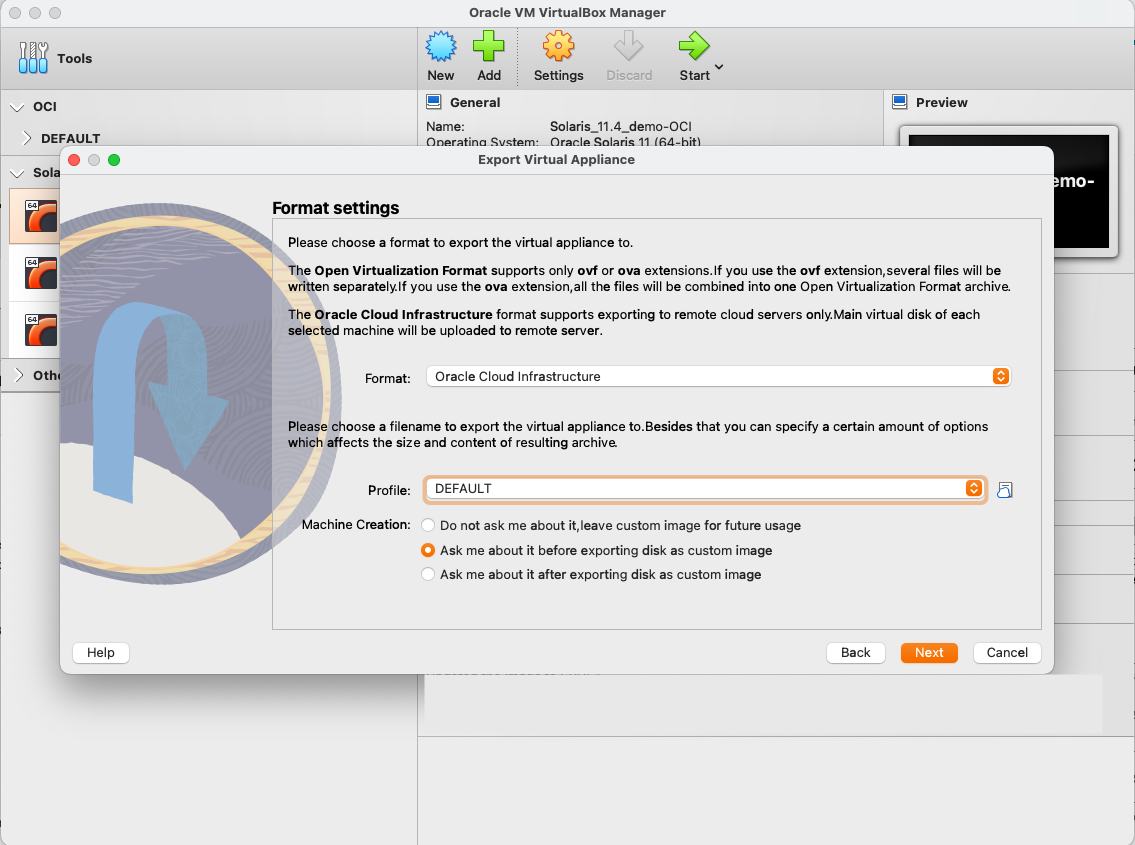 Oracle VM VirtualBox Manager
Tools
New
Add
Settings
Discard
Start
OCI
DEFAULT
General
Preview
Name: Solaris_11.4_demo-OCI
Operating System: Oracle Solaris 11 (64-bit)
emo-
Sola
64
64
64
Othe
Export Virtual Appliance
Format settings
Please choose a format to export the virtual appliance to.
The Open Virtualization Format supports only ovf or ova extensions.If you use the ovf extension,several files will be
written separately.If you use the ova extension,all the files will be combined into one Open Virtualization Format archive.
The Oracle Cloud Infrastructure format supports exporting to remote cloud servers only.Main virtual disk of each
selected machine will be uploaded to remote server.
Format: Oracle Cloud Infrastructure
Please choose a filename to export the virtual appliance to.Besides that you can specify a certain amount of options
which affects the size and content of resulting archive.
Profile: DEFAULT
Machine Creation: Do not ask me about it,leave custom image for future usage
Ask me about it before exporting disk as custom image
Ask me about it after exporting disk as custom image
Help
Back
Next
Cancel